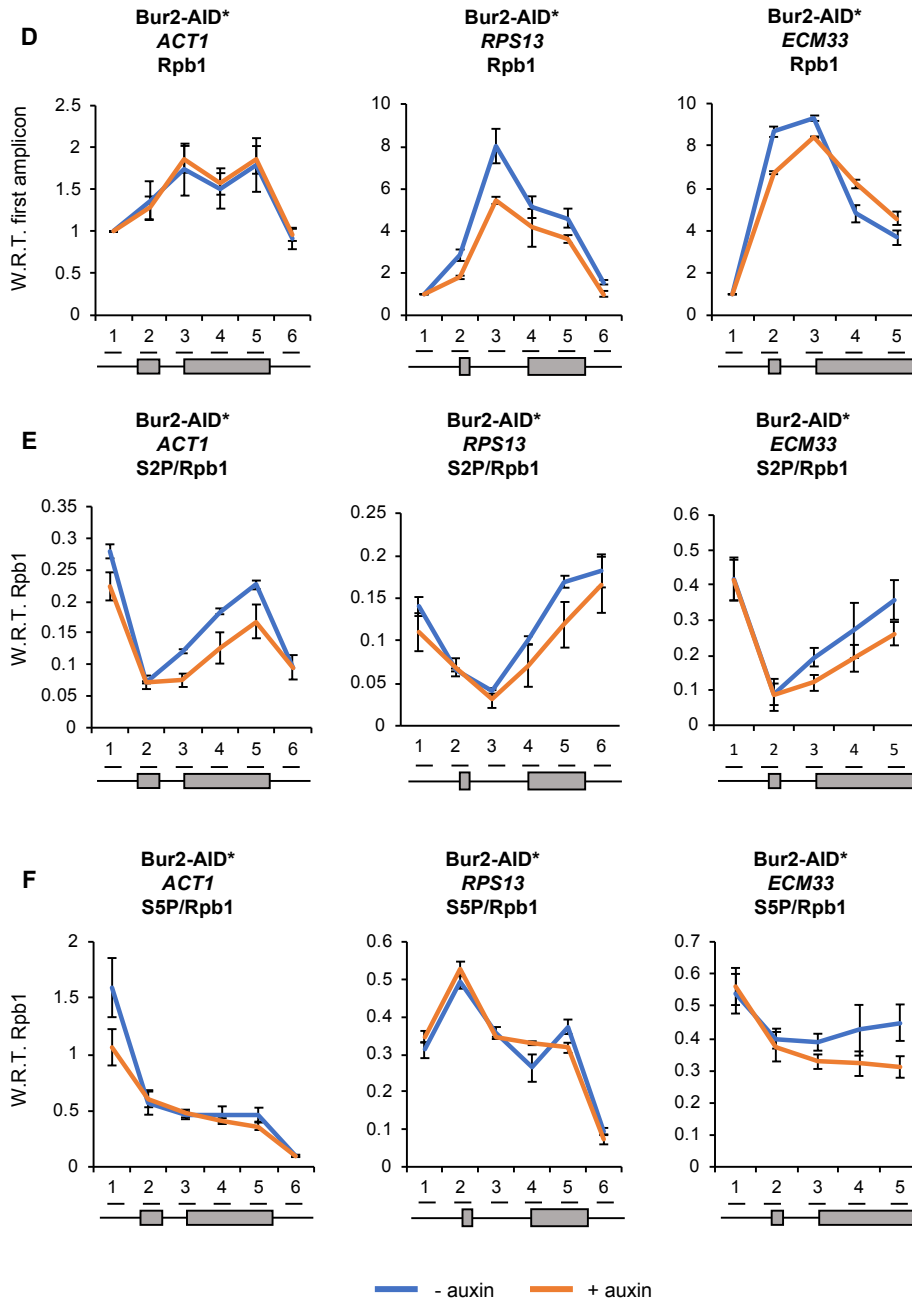 D
Bur2-AID*
ACT1
Rpb1
Bur2-AID*
RPS13
Rpb1
Bur2-AID*
ECM33
Rpb1
W.R.T. first amplicon
2.5
2
1.5
1
0.5
0
1 2 3 4 5 6
10
8
6
4
2
0
1 2 3 4 5 6
10
8
6
4
2
0
1 2 3 4 5
E
Bur2-AID*
ACT1
S2P/Rpb1
Bur2-AID*
RPS13
S2P/Rpb1
Bur2-AID*
ECM33
S2P/Rpb1
W.R.T. Rpb1
0.35
0.3
0.25
0.2
0.15
0.1
0.05
0
1 2 3 4 5 6
0.25
0.2
0.15
0.1
0.05
0
1 2 3 4 5 6
0.6
0.5
0.4
0.3
0.2
0.1
0
1 2 3 4 5
F
Bur2-AID*
ACT1
S5P/Rpb1
Bur2-AID*
RPS13
S5P/Rpb1
Bur2-AID*
ECM33
S5P/Rpb1
W.R.T. Rpb1
2
1.5
1
0.5
0
1 2 3 4 5 6
0.6
0.5
0.4
0.3
0.2
0.1
0
1 2 3 4 5 6
0.7
0.6
0.5
0.4
0.3
0.2
0.1
0
1 2 3 4 5
- auxin
+ auxin